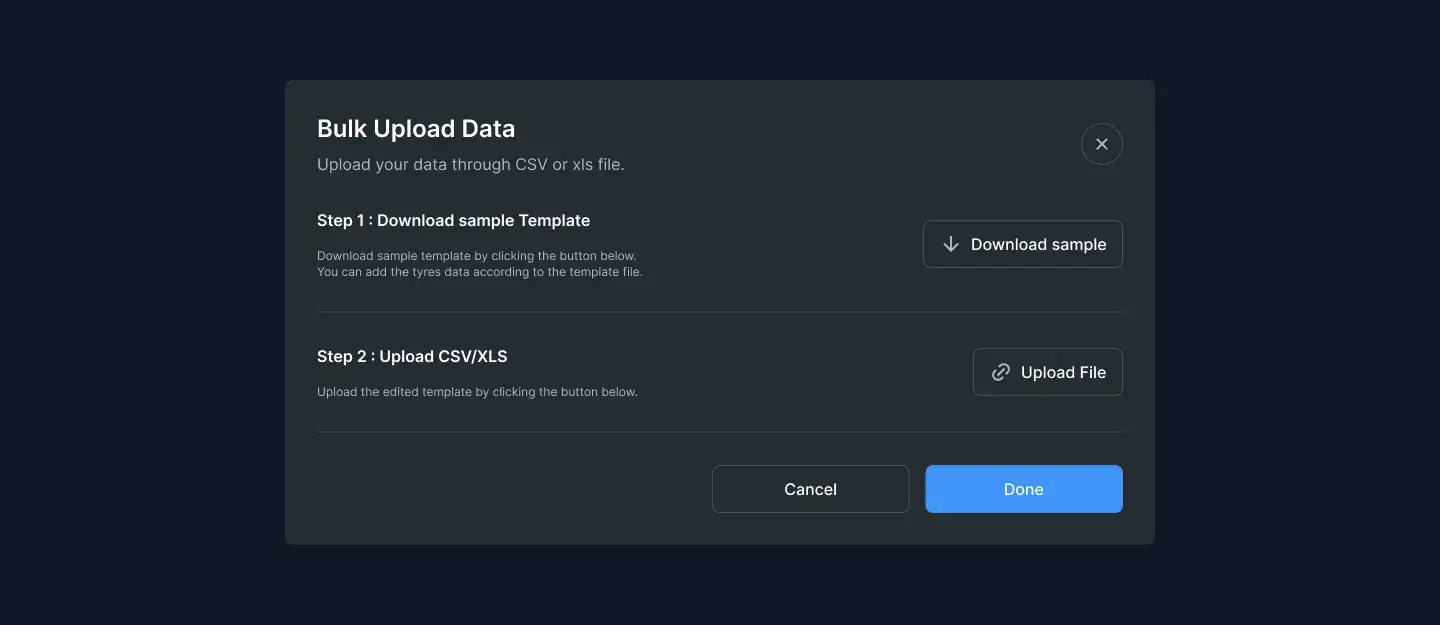 Bulk Upload Data
Upload your data through CSV or xls file.
Step 1 : Download sample Template
Download sample template by clicking the button below.
You can add the tyres data according to the template file.
Download sample
Step 2 : Upload CSV/XLS
Upload the edited template by clicking the button below.
Upload File
Cancel
Done